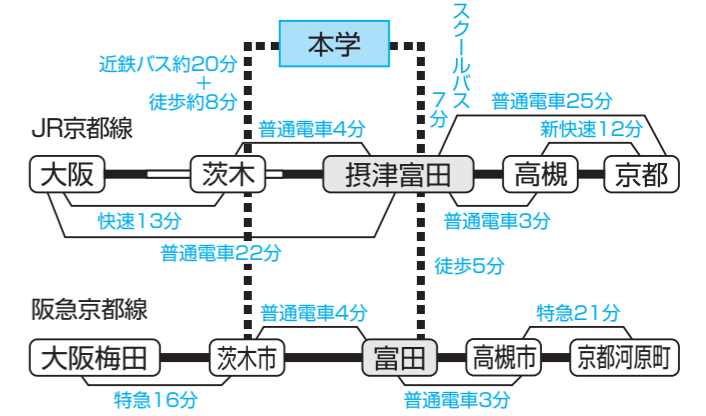 本学
スクールバス
7分
近鉄バス約20分
＋
徒歩約8分
JR京都線
普通電車4分
普通電車25分
新快速12分
大阪
茨木
摂津富田
高槻
京都
快速13分
普通電車3分
普通電車22分
徒歩5分
阪急京都線
普通電車4分
特急21分
大阪梅田
茨木市
富田
高槻市
京都河原町
特急16分
普通電車3分